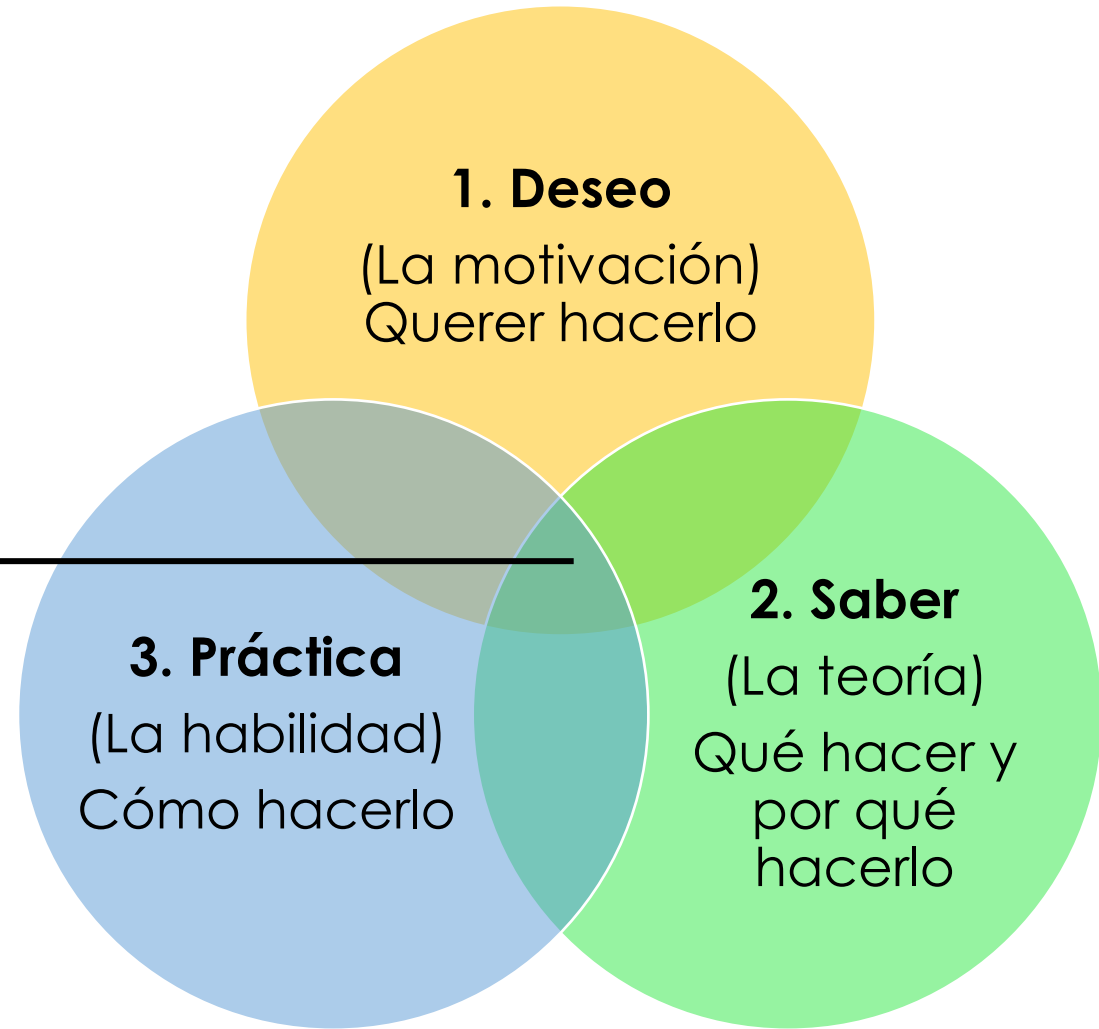 1. Deseo
(La motivación)
Querer hacerlo
2. Saber
(La teoría)
Qué hacer y
por qué
hacerlo
3. Práctica
(La habilidad)
Cómo hacerlo